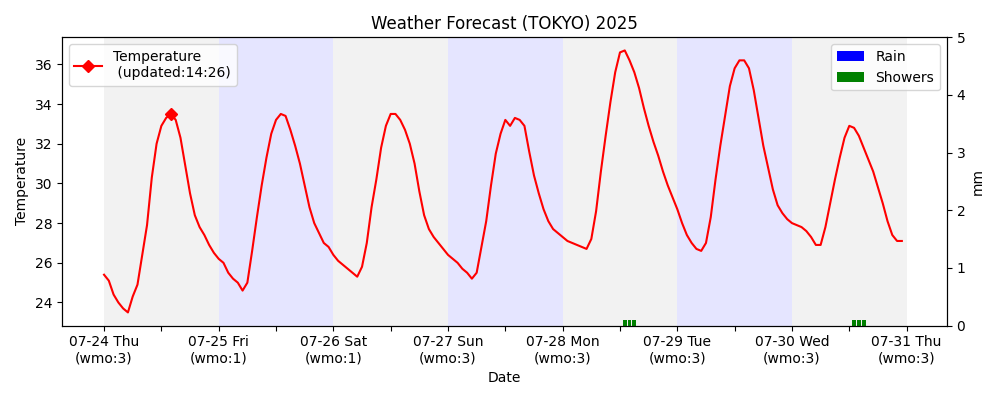 Weather Forecast (TOKYO) 2025
Temperature
(updated:14:26)
Rain
Showers
Temperature
36
34
32
30
28
26
24
5
4
3
2
1
0
mm
07-24 Thu
(wmo:3)
07-25 Fri
(wmo:1)
07-26 Sat
(wmo:1)
07-27 Sun
(wmo:3)
07-28 Mon
(wmo:3)
07-29 Tue
(wmo:3)
07-30 Wed
(wmo:3)
07-31 Thu
(wmo:3)
Date